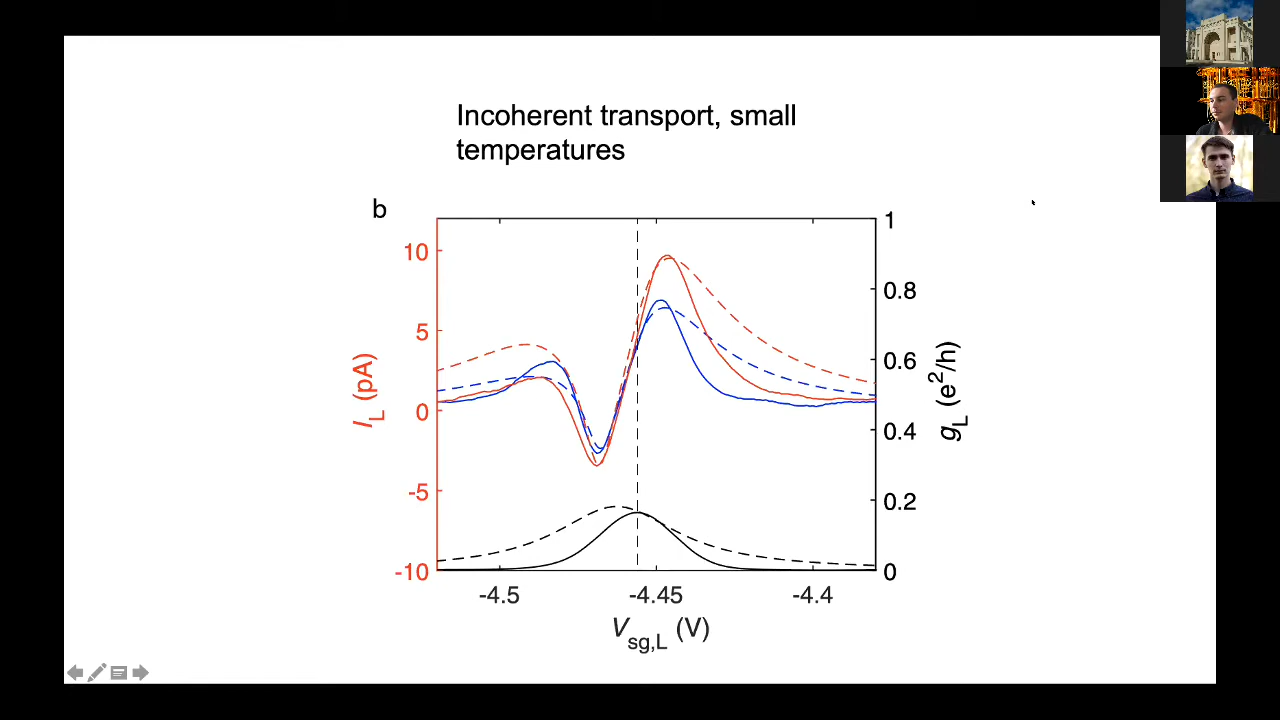 Incoherent transport, small
temperatures
b
10
5
0
-5
-10
I_L (pA)
1
0.8
0.6
0.4
0.2
0
g_L (e²/h)
-4.5
-4.45
-4.4
V_sg,L (V)